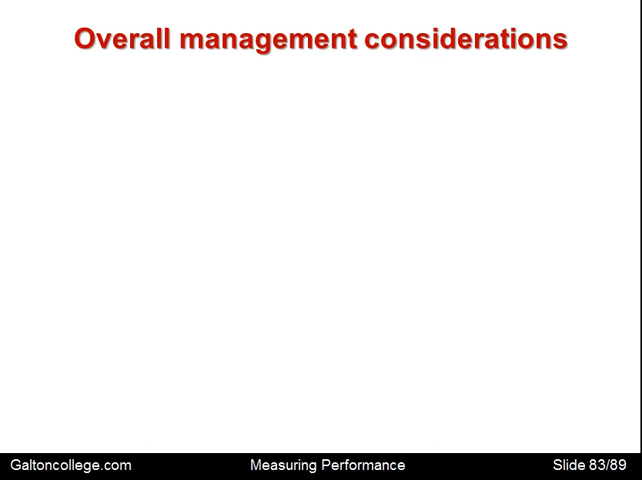 Overall management considerations
Galtoncollege.com Measuring Performance Slide 83/89